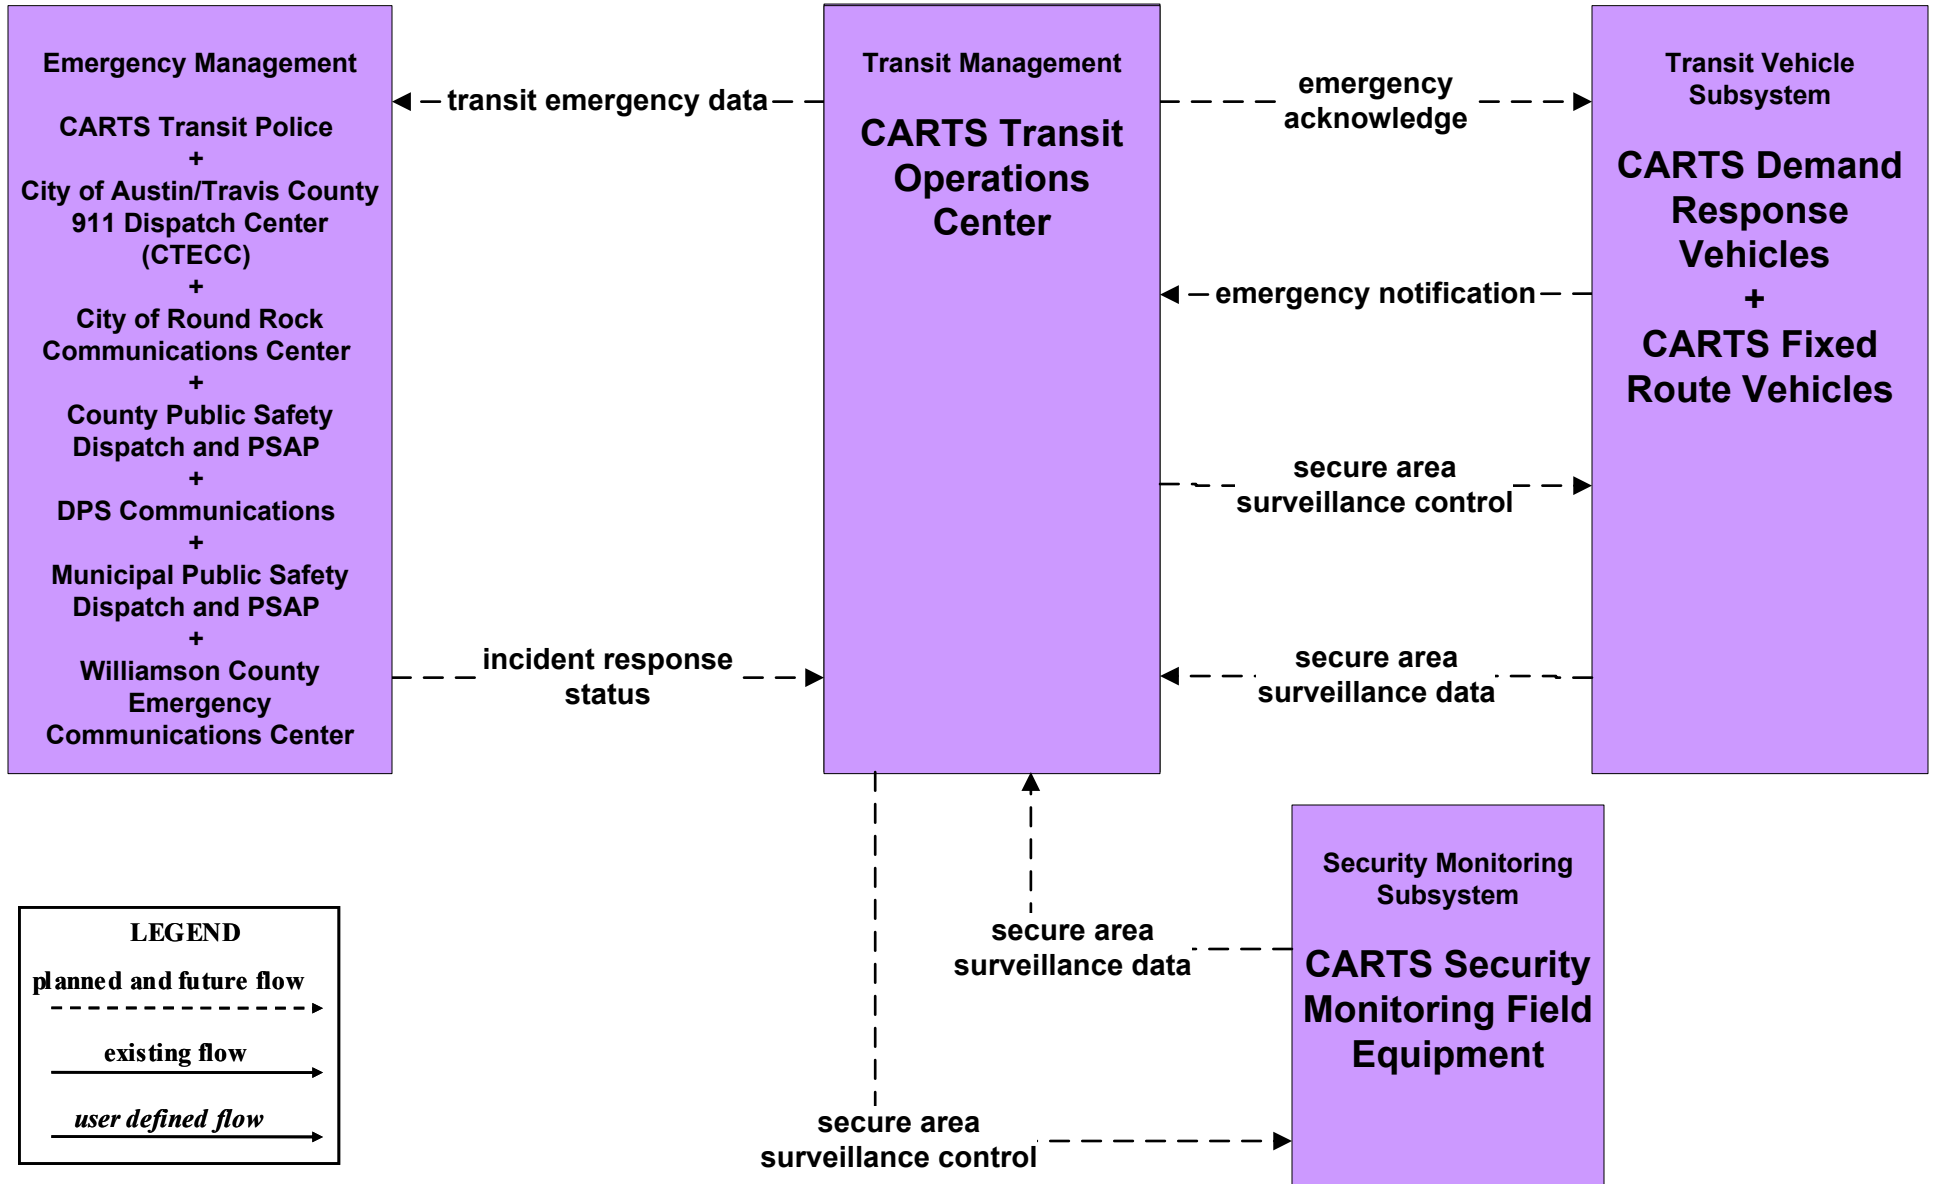 Emergency Management
CARTS Transit Police
+
City of Austin/Travis County
911 Dispatch Center
(CTECC)
+
City of Round Rock
Communications Center
+
County Public Safety
Dispatch and PSAP
+
DPS Communications
+
Municipal Public Safety
Dispatch and PSAP
+
Williamson County
Emergency
Communications Center
transit emergency data
incident response
status
Transit Management
CARTS Transit
Operations
Center
emergency
acknowledge
emergency notification
secure area
surveillance control
secure area
surveillance data
Transit Vehicle
Subsystem
CARTS Demand
Response
Vehicles
+
CARTS Fixed
Route Vehicles
secure area
surveillance data
secure area
surveillance control
Security Monitoring
Subsystem
CARTS Security
Monitoring Field
Equipment
LEGEND
planned and future flow
existing flow
user defined flow